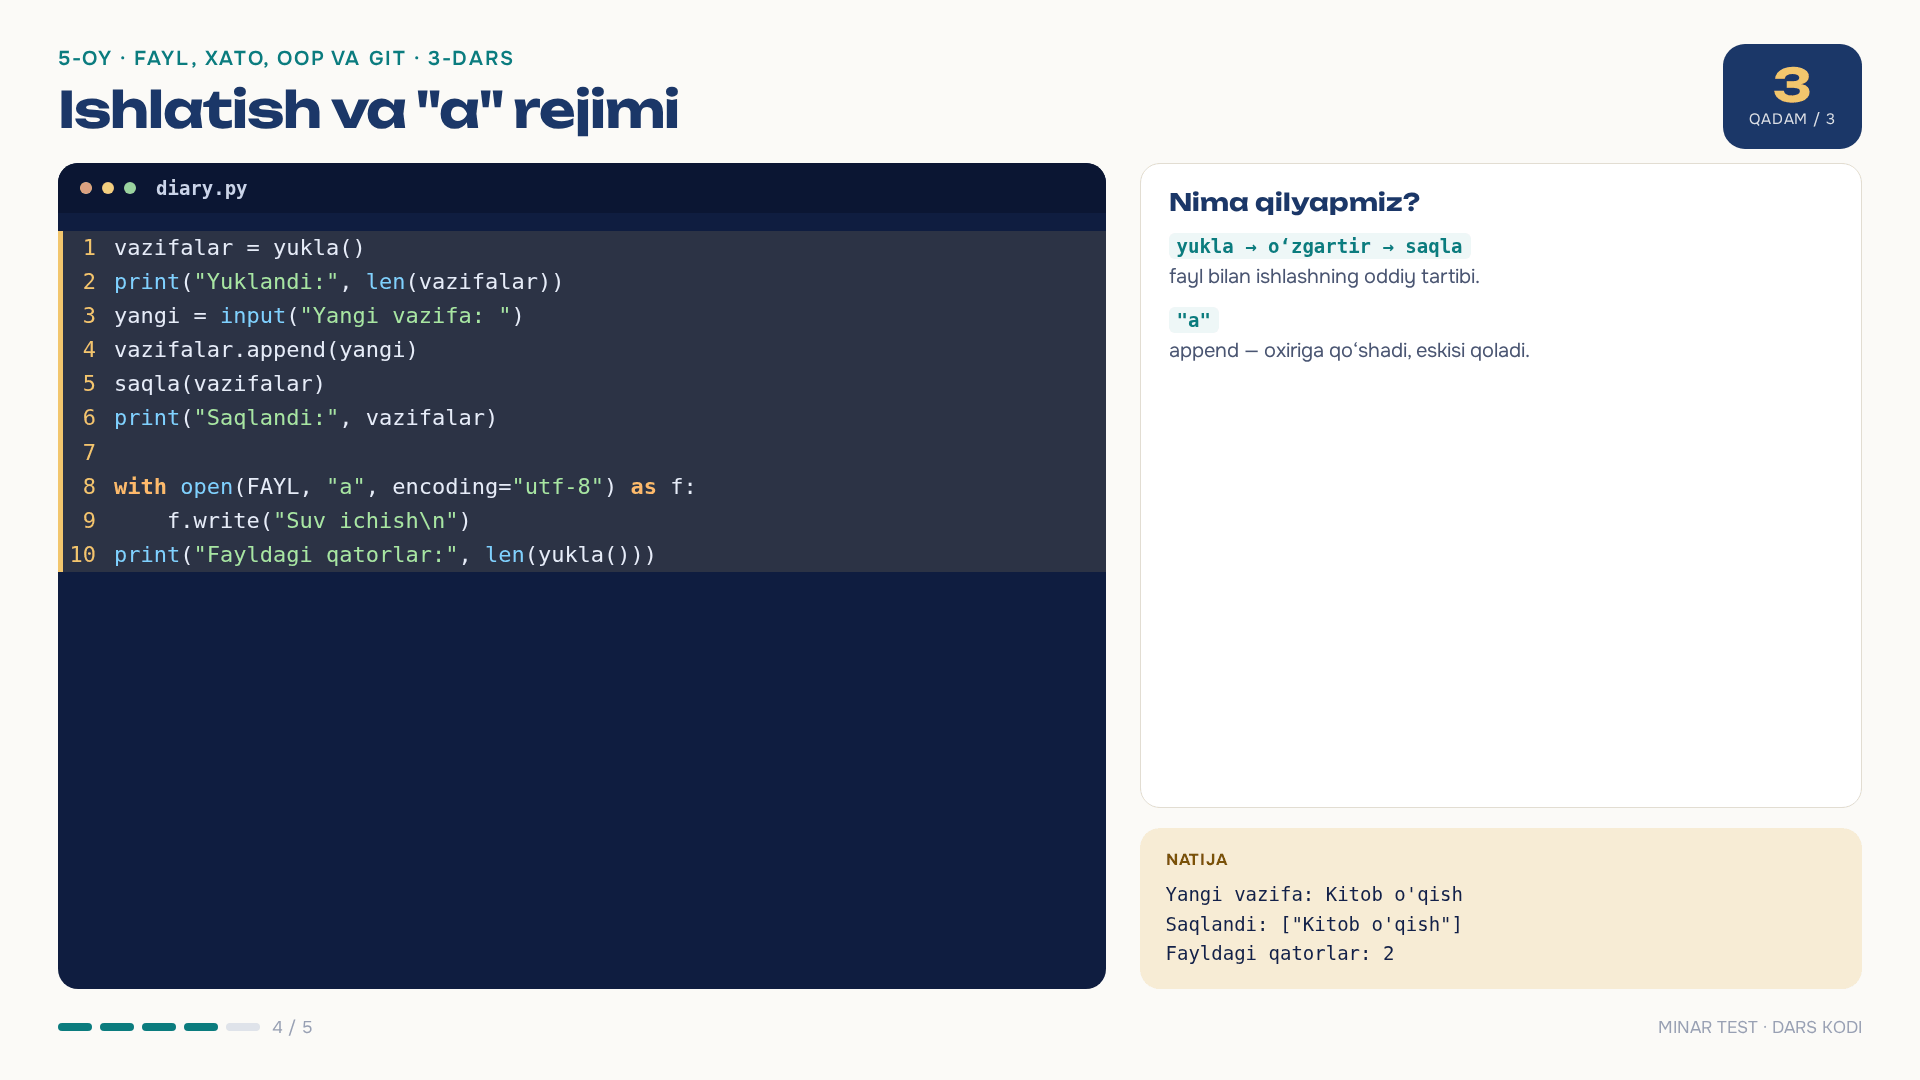 5-OY · FAYL, XATO, OOP VA GIT · 3-DARS
Ishlatish va "a" rejimi
3
QADAM / 3
diary.py
1 vazifalar = yukla()
2 print("Yuklandi:", len(vazifalar))
3 yangi = input("Yangi vazifa: ")
4 vazifalar.append(yangi)
5 saqla(vazifalar)
6 print("Saqlandi:", vazifalar)
7
8 with open(FAYL, "a", encoding="utf-8") as f:
9     f.write("Suv ichish\n")
10 print("Fayldagi qatorlar:", len(yukla()))
Nima qilyapmiz?
yukla → oʻzgartir → saqla
fayl bilan ishlashning oddiy tartibi.
"a"
append — oxiriga qoʻshadi, eskisi qoladi.
NATIJA
Yangi vazifa: Kitob o'qish
Saqlandi: ["Kitob o'qish"]
Fayldagi qatorlar: 2
4 / 5
MINAR TEST · DARS KODI